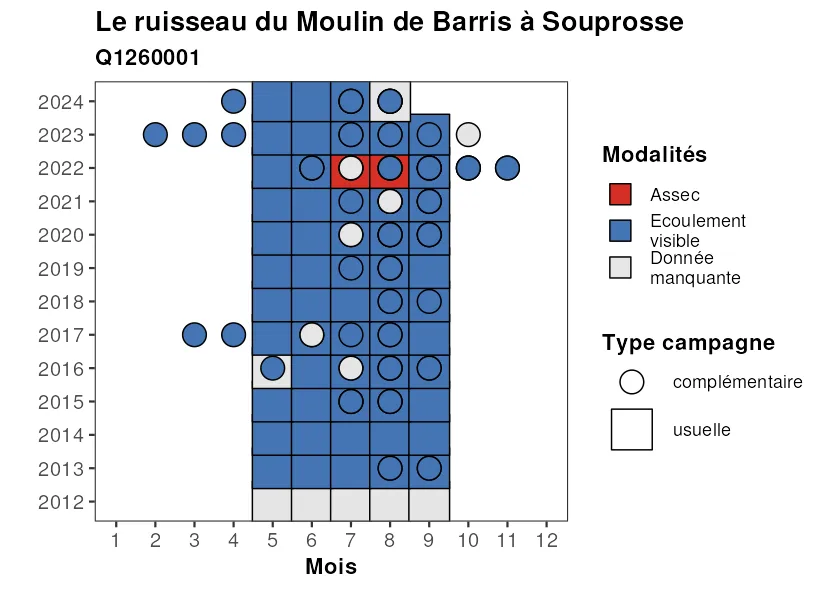 Le ruisseau du Moulin de Barris à Souprosse
Q1260001
2024
2023
2022
2021
2020
2019
2018
2017
2016
2015
2014
2013
2012
1 2 3 4 5 6 7 8 9 10 11 12
Mois
Modalités
Assec
Ecoulement
visible
Donnée
manquante
Type campagne
complémentaire
usuelle